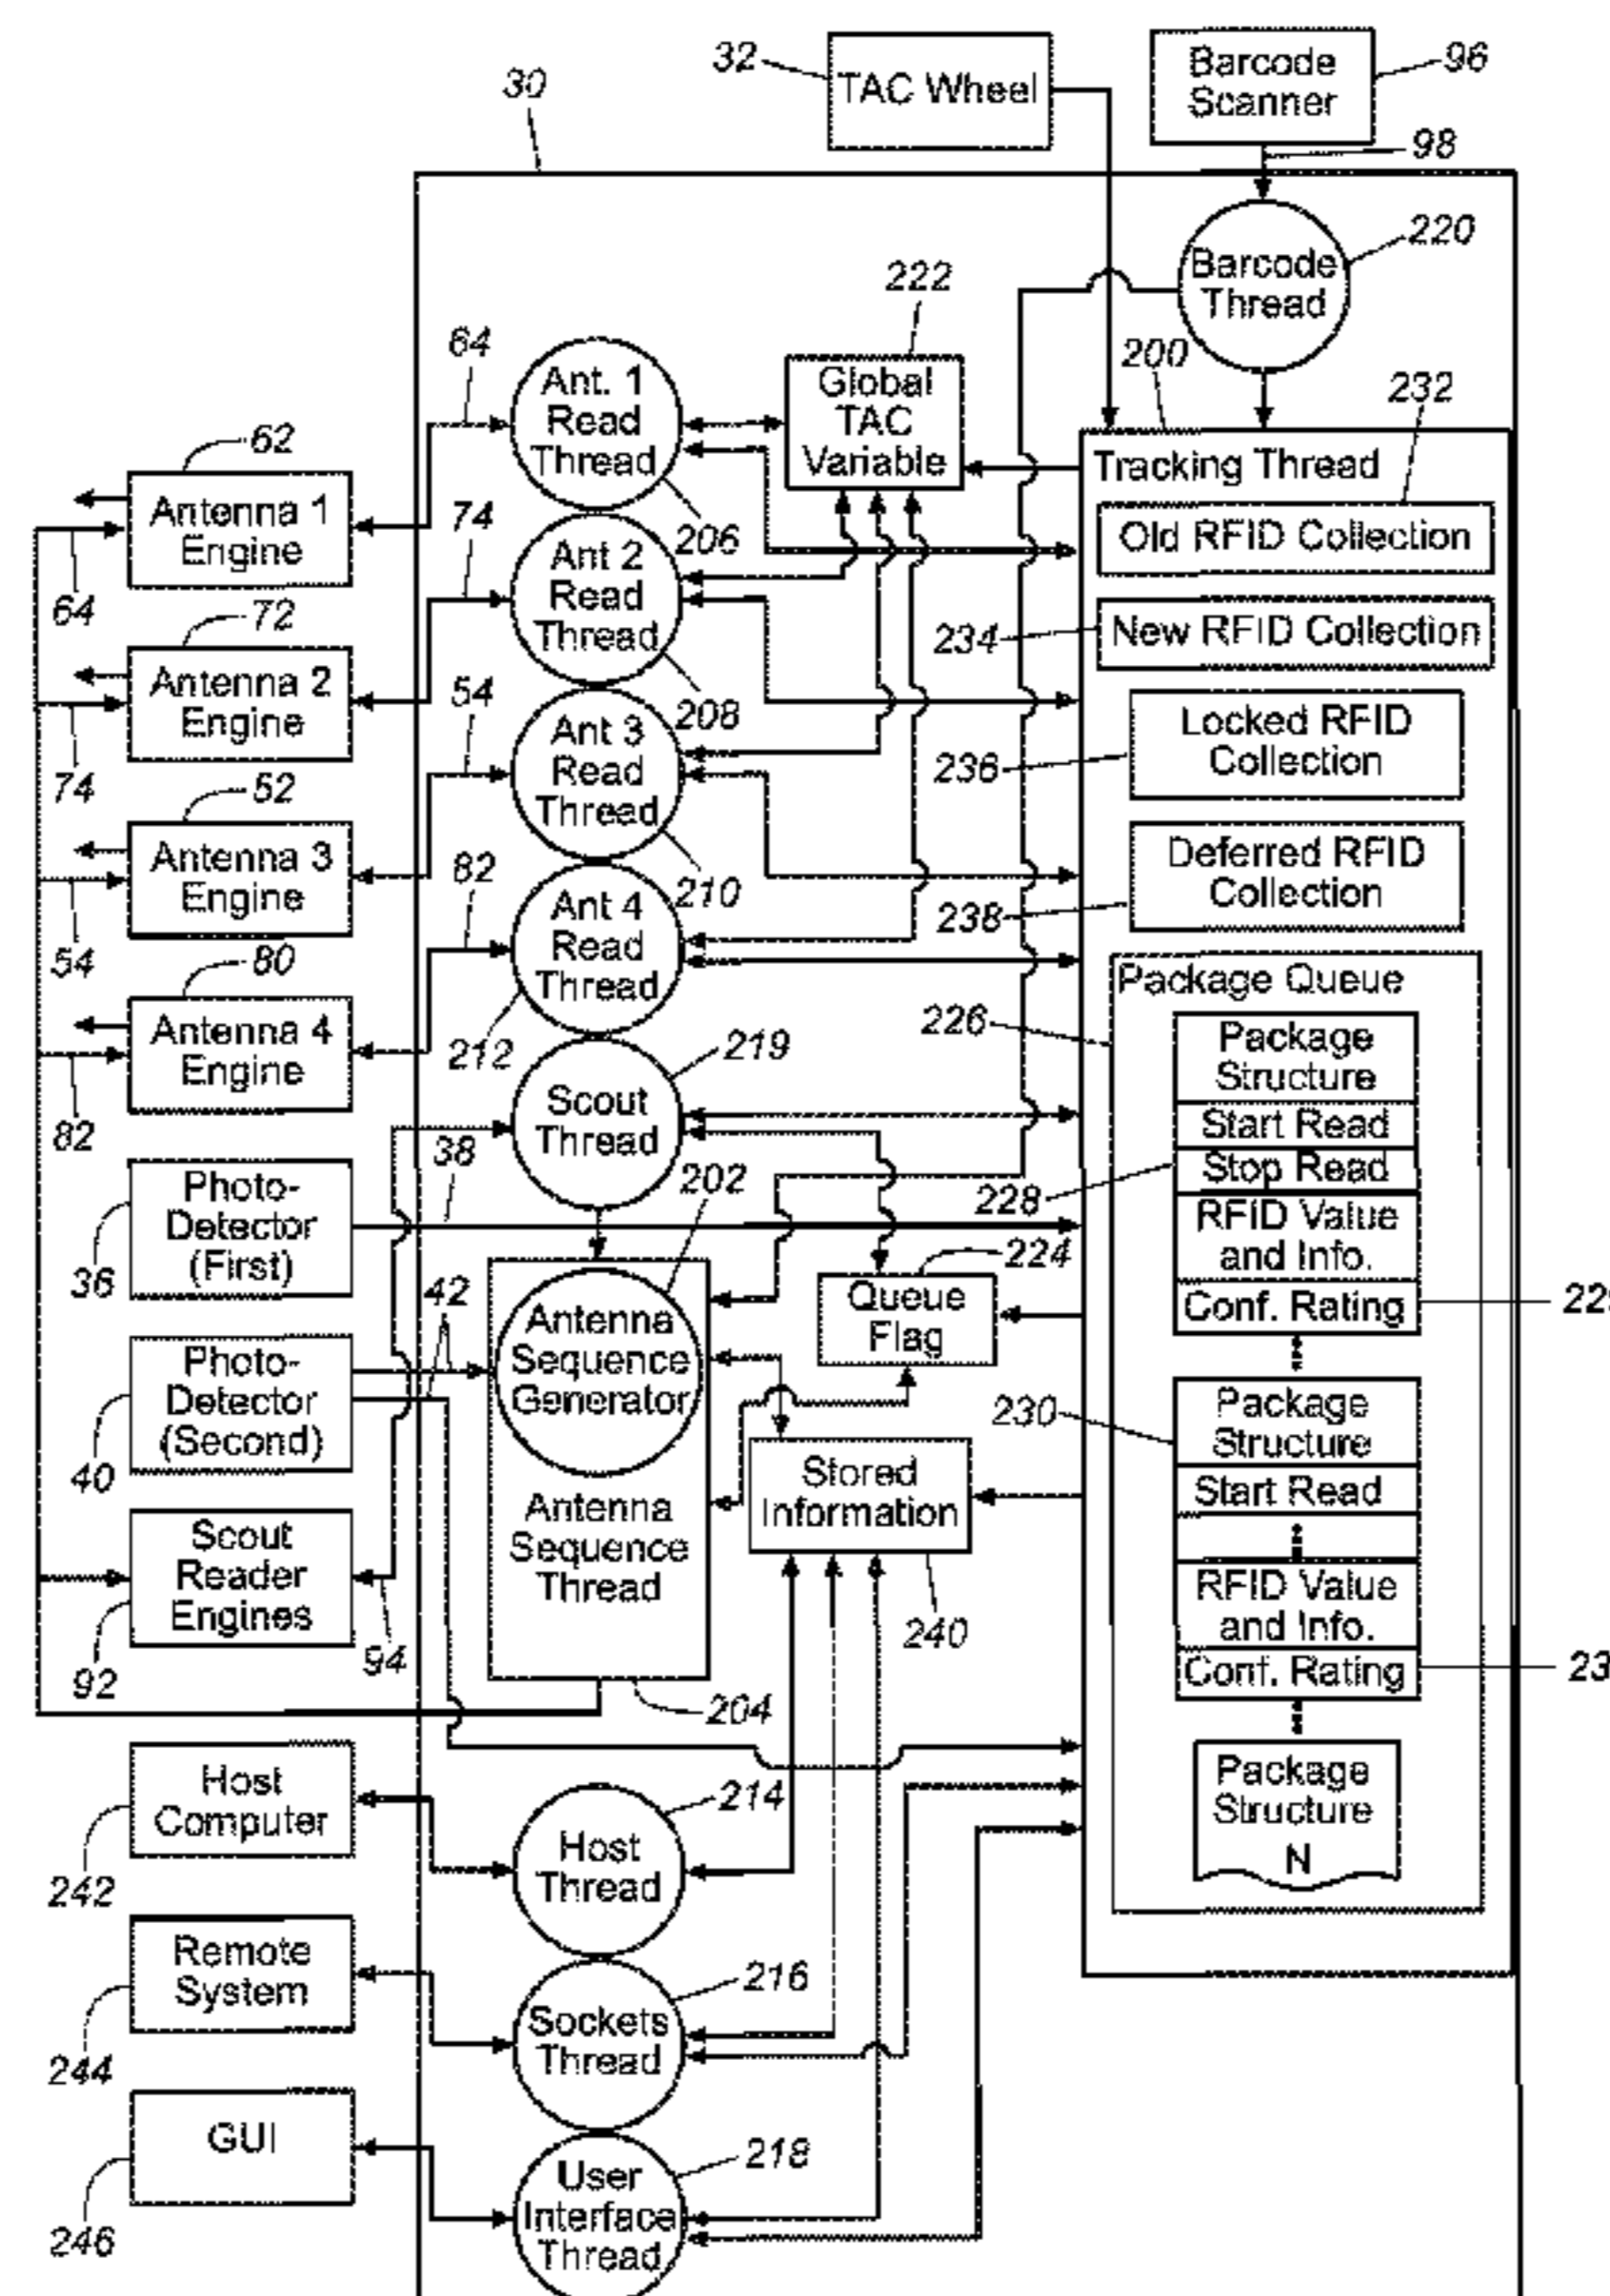 32
TAC Wheel
Barcode
Scanner
96
30
98
Barcode
Thread
220
222
200
232
64
Ant. 1
Read
Thread
206
Global
TAC
Variable
Tracking Thread
Old RFID Collection
62
Antenna 1
Engine
64
74
Ant 2
Read
Thread
208
234
New RFID Collection
72
Antenna 2
Engine
74
54
Ant 3
Read
Thread
210
236
Locked RFID
Collection
52
Antenna 3
Engine
54
82
Ant 4
Read
Thread
212
238
Deferred RFID
Collection
80
Antenna 4
Engine
82
219
Scout
Thread
226
Package Queue
Package
Structure
Start Read
Stop Read
228
RFID Value
and Info.
Conf. Rating
22
38
Photo-
Detector
(First)
36
202
224
Queue
Flag
42
Antenna
Sequence
Generator
Photo-
Detector
(Second)
40
230
Package
Structure
Start Read
RFID Value
and Info.
Conf. Rating
23
Stored
Information
240
Antenna
Sequence
Thread
204
Scout
Reader
Engines
92
94
Package
Structure
N
Host
Computer
242
214
Host
Thread
Remote
System
244
216
Sockets
Thread
GUI
246
218
User
Interface
Thread